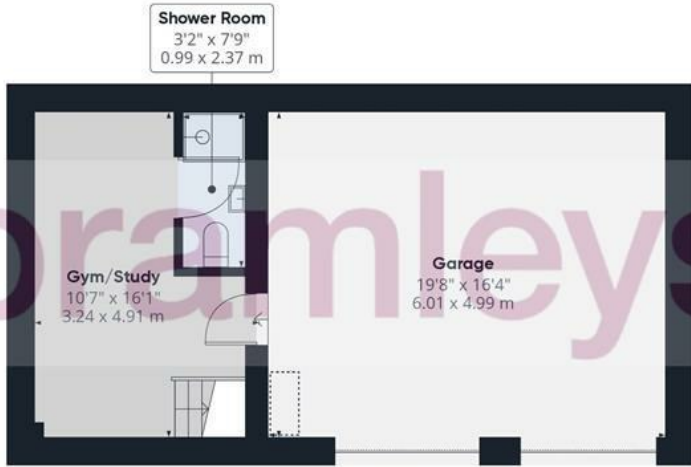 Shower Room
3'2" x 7'9"
0.99 x 2.37 m
bramleys
Gym/Study
10'7" x 16'1"
3.24 x 4.91 m
Garage
19'8" x 16'4"
6.01 x 4.99 m